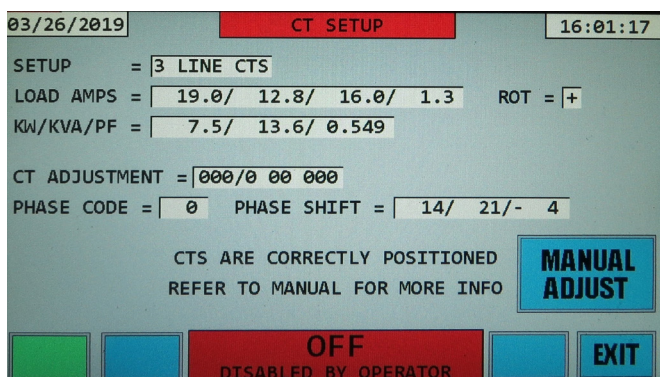 03/26/2019 CT SETUP 16:01:17
SETUP = 3 LINE CTS
LOAD AMPS = 19.0/ 12.8/ 16.0/ 1.3 ROT = +
KW/KVA/PF = 7.5/ 13.6/ 0.549
CT ADJUSTMENT = 000/0 00 000
PHASE CODE = 0 PHASE SHIFT = 14/ 21/- 4
CTS ARE CORRECTLY POSITIONED
REFER TO MANUAL FOR MORE INFO
MANUAL
ADJUST
OFF
DISABLED BY OPERATOR
EXIT